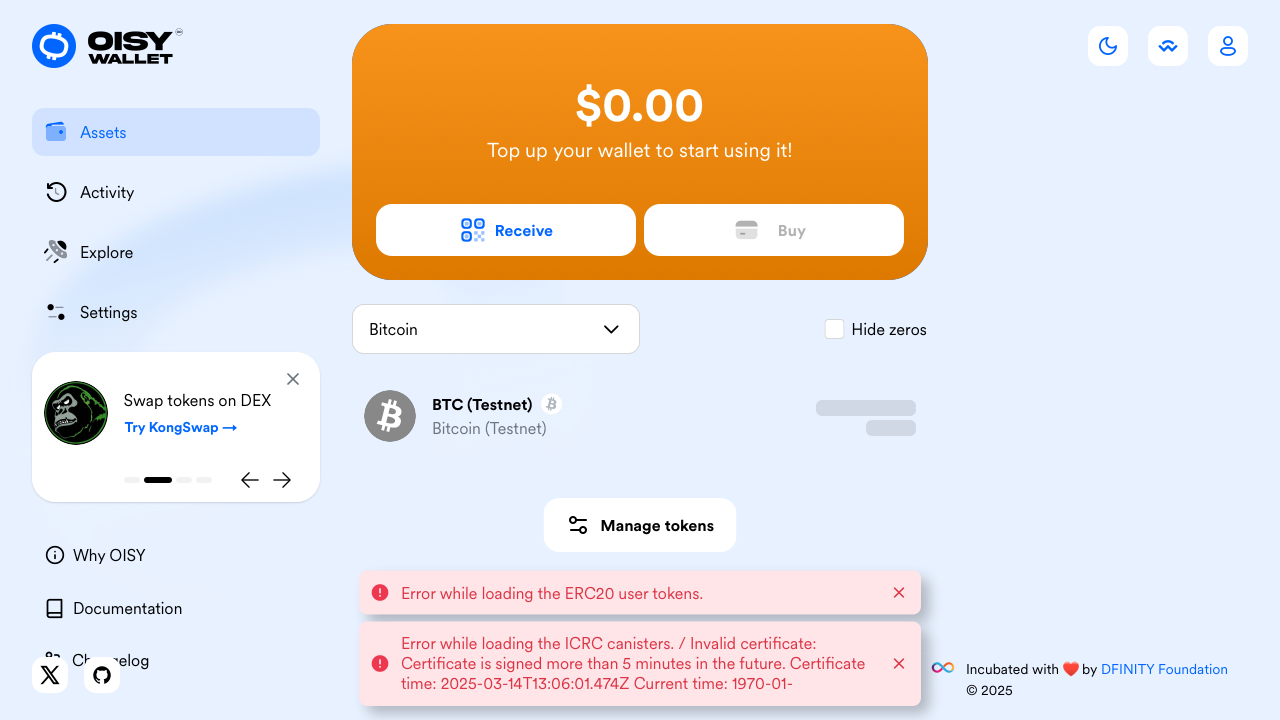 OISY
WALLET
Assets
Activity
Explore
Settings
Swap tokens on DEX
Try KongSwap →
Why OISY
Documentation
$0.00
Top up your wallet to start using it!
Receive
Buy
Bitcoin
Hide zeros
BTC (Testnet)
Bitcoin (Testnet)
Manage tokens
Error while loading the ERC20 user tokens.
Error while loading the ICRC canisters. / Invalid certificate:
Certificate is signed more than 5 minutes in the future. Certificate
time: 2025-03-14T13:06:01.474Z Current time: 1970-01-
Incubated with ❤️ by DFINITY Foundation
© 2025